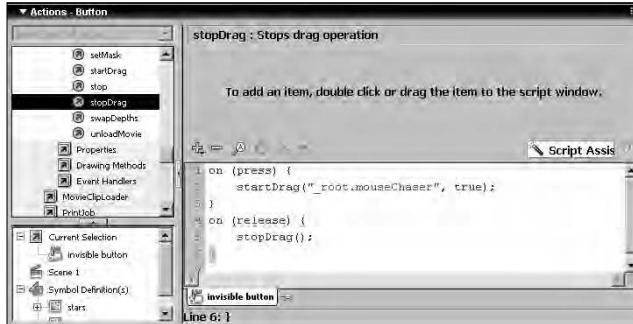 Actions - Button
setMask
startDrag
stop
stopDrag
swapDepths
unloadMovie
Properties
Drawing Methods
Event Handlers
MovieClipLoader
PrintJob
Current Selection
invisible button
Scene 1
Symbol Definition(s)
stars
stopDrag : Stops drag operation
To add an item, double click or drag the item to the script window.
Script Assis
1 on (press) {
2 startDrag("_root.mouseChaser", true);
3 }
4 on (release) {
5 stopDrag();
6 }
invisible button
Line 6: }